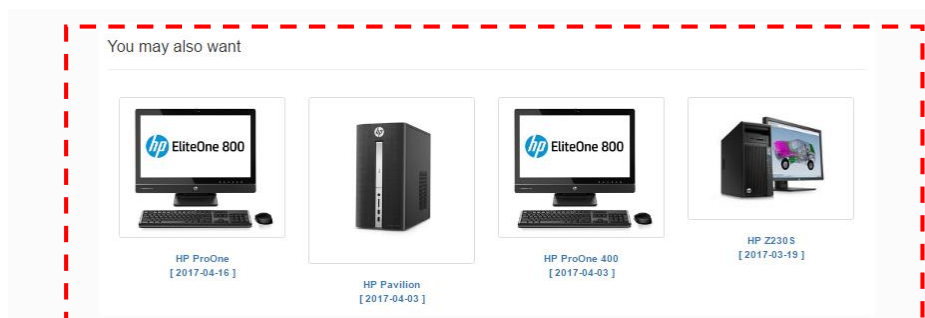 You may also want
hp EliteOne 800
hp EliteOne 800
HP ProOne
[ 2017-04-16 ]
HP Pavilion
[ 2017-04-03 ]
HP ProOne 400
[ 2017-04-03 ]
HP Z230 S
[ 2017-03-19 ]